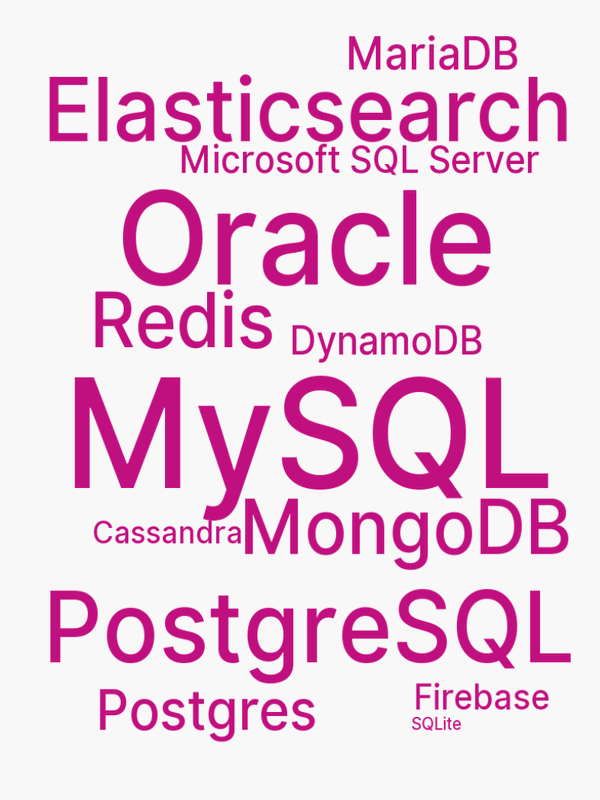 MariaDB
Elasticsearch
Microsoft SQL Server
Oracle
Redis
DynamoDB
MySQL
Cassandra
MongoDB
PostgreSQL
Postgres
Firebase
SQLite